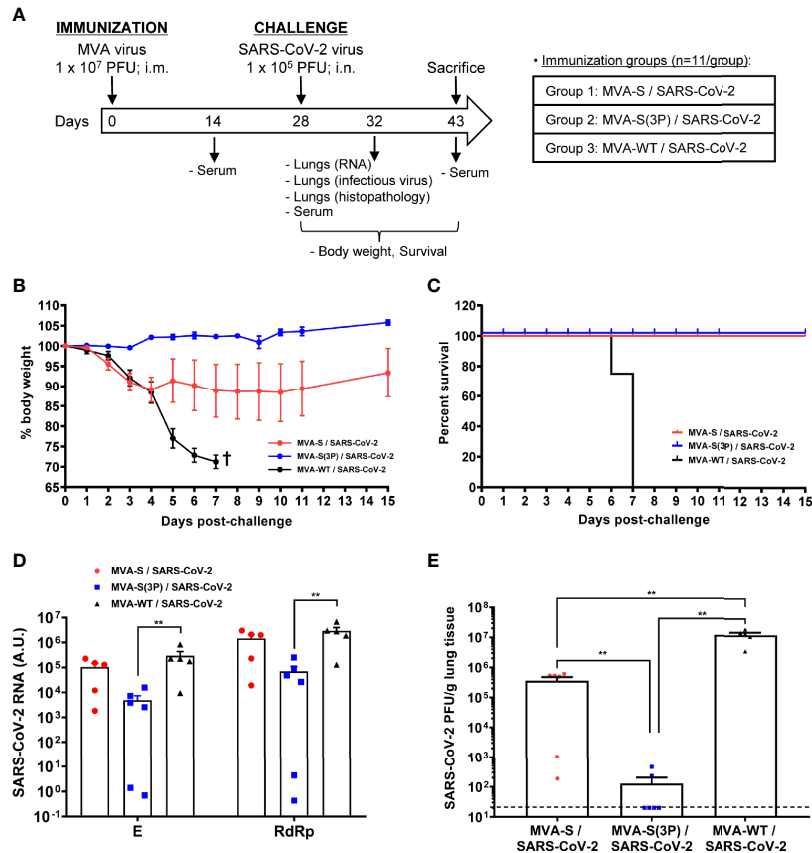 A
IMMUNIZATION
MVA virus
1 x 10⁷ PFU; i.m.
CHALLENGE
SARS-CoV-2 virus
1 x 10⁵ PFU; i.n.
Sacrifice
Days 0 14 28 32 43
- Serum
- Lungs (RNA)
- Lungs (infectious virus)
- Lungs (histopathology)
- Serum
- Serum
- Body weight, Survival
• Immunization groups (n=11/group):
Group 1: MVA-S / SARS-CoV-2
Group 2: MVA-S(3P) / SARS-CoV-2
Group 3: MVA-WT / SARS-CoV-2
B
% body weight
110
105
100
95
90
85
80
75
70
65
0 1 2 3 4 5 6 7 8 9 10 11 12 13 14 15
Days post-challenge
MVA-S / SARS-CoV-2
MVA-S(3P) / SARS-CoV-2
MVA-WT / SARS-CoV-2
†
C
Percent survival
120
100
80
60
40
20
0
0 1 2 3 4 5 6 7 8 9 10 11 12 13 14 15
Days post-challenge
MVA-S / SARS-CoV-2
MVA-S(3P) / SARS-CoV-2
MVA-WT / SARS-CoV-2
D
MVA-S / SARS-CoV-2
MVA-S(3P) / SARS-CoV-2
MVA-WT / SARS-CoV-2
SARS-CoV-2 RNA (A.U.)
10⁷
10⁶
10⁵
10⁴
10³
10²
10¹
10⁰
10⁻¹
**
**
E RdRp
E
SARS-CoV-2 PFU/g lung tissue
10⁸
10⁷
10⁶
10⁵
10³
10²
10¹
**
**
**
MVA-S / SARS-CoV-2
MVA-S(3P) / SARS-CoV-2
MVA-WT / SARS-CoV-2